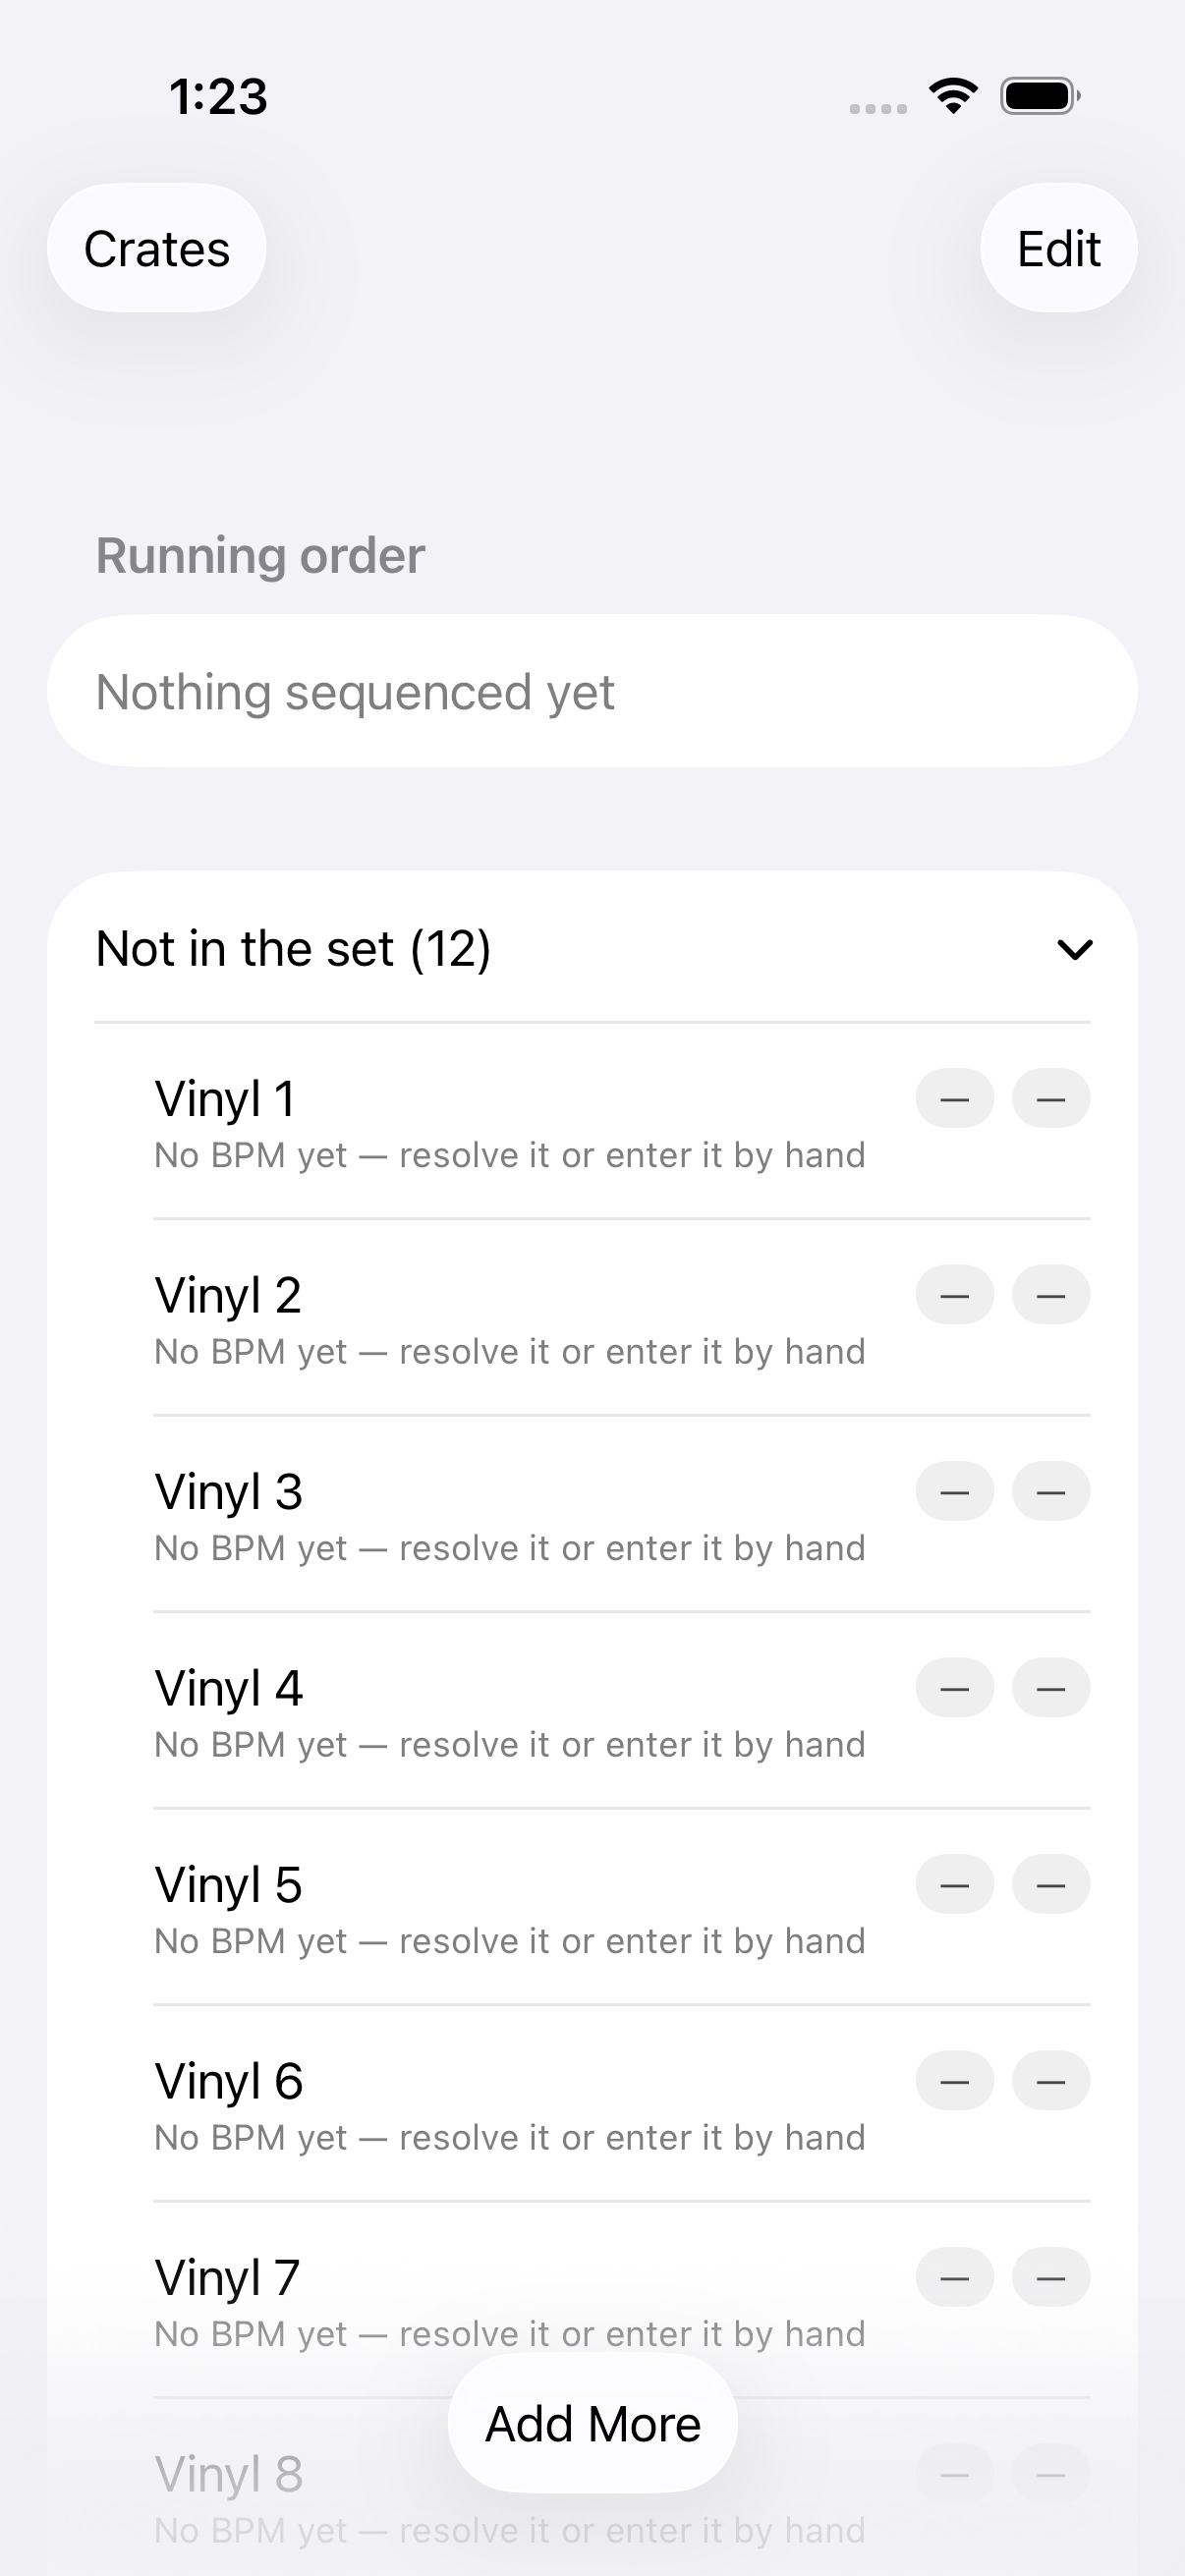 1:23
Crates
Edit
Running order
Nothing sequenced yet
Not in the set (12)
Vinyl 1 — —
No BPM yet — resolve it or enter it by hand
Vinyl 2 — —
No BPM yet — resolve it or enter it by hand
Vinyl 3 — —
No BPM yet — resolve it or enter it by hand
Vinyl 4 — —
No BPM yet — resolve it or enter it by hand
Vinyl 5 — —
No BPM yet — resolve it or enter it by hand
Vinyl 6 — —
No BPM yet — resolve it or enter it by hand
Vinyl 7 — —
No BPM yet — resolve it or enter it by hand
Add More
Vinyl 8 — —
No BPM yet — resolve it or enter it by hand